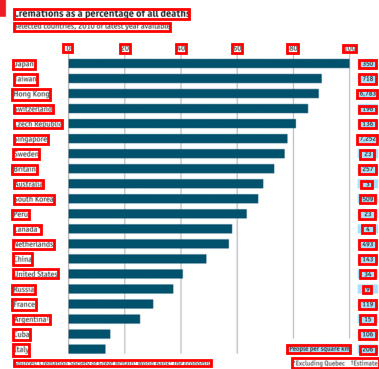 Cremations as a percentage of all deaths
Selected countries, 2010 or latest year available
0 20 40 60 80 100
Japan 350
Taiwan 718
Hong Kong 6,783
Switzerland 198
Czech Republic 136
Singapore 7,252
Sweden 23
Britain 257
Australia 3
South Korea 509
Peru 23
Canada 4
Netherlands 493
China 143
United States 34
Russia 9
France 119
Argentina† 15
Cuba 106
Italy 206
People per square km
Sources: Cremation Society of Great Britain; World Bank; The Economist
*Excluding Quebec †Estimate